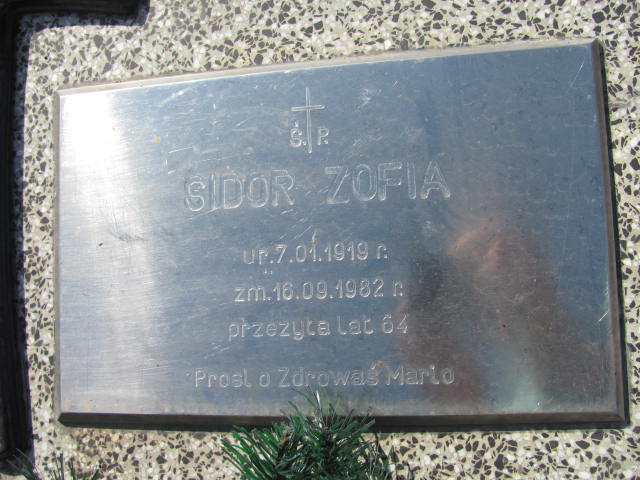 Ś. P.
SIDOR ZOFIA
ur. 7.01.1919 r.
zm. 16.09.1982 r.
przeżyła lat 64
Prosi o Zdrowaś Mario